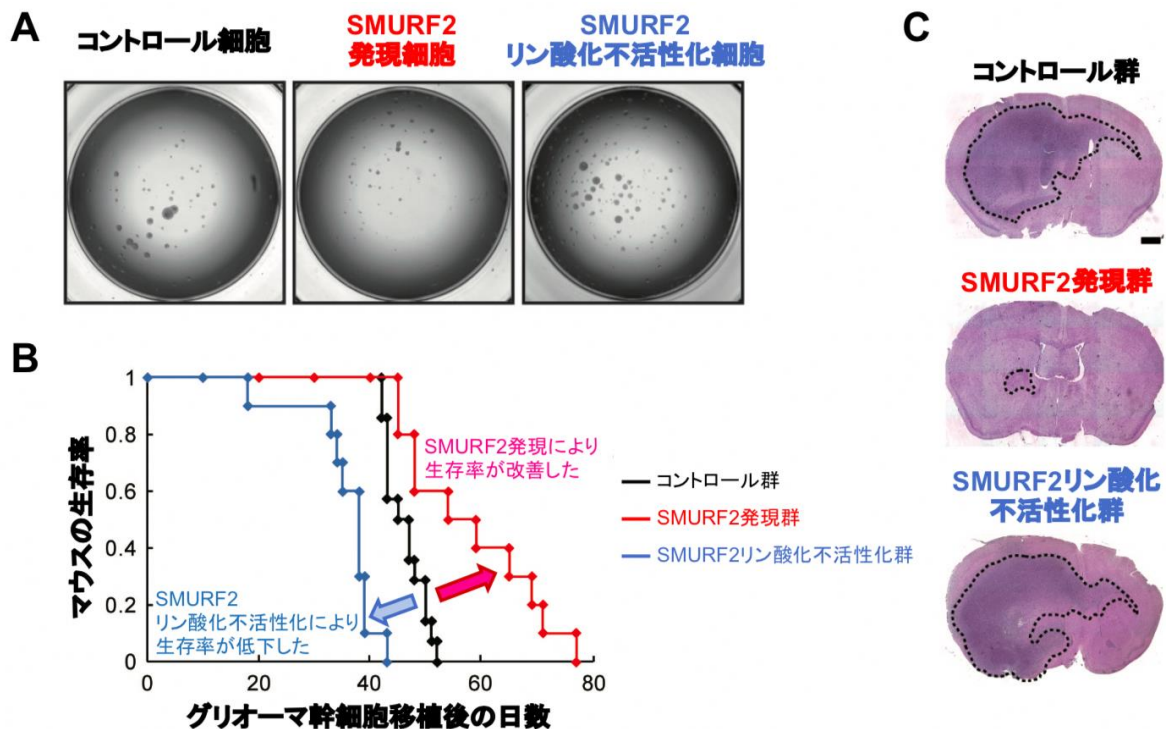 A
コントロール細胞
SMURF2
発現細胞
SMURF2
リン酸化不活性化細胞
B
マウスの生存率
1
0.8
0.6
0.4
0.2
0
0
20
40
60
80
グリオーマ幹細胞移植後の日数
SMURF2発現により
生存率が改善した
SMURF2
リン酸化不活性化により
生存率が低下した
コントロール群
SMURF2発現群
SMURF2リン酸化不活性化群
C
コントロール群
SMURF2発現群
SMURF2リン酸化
不活性化群